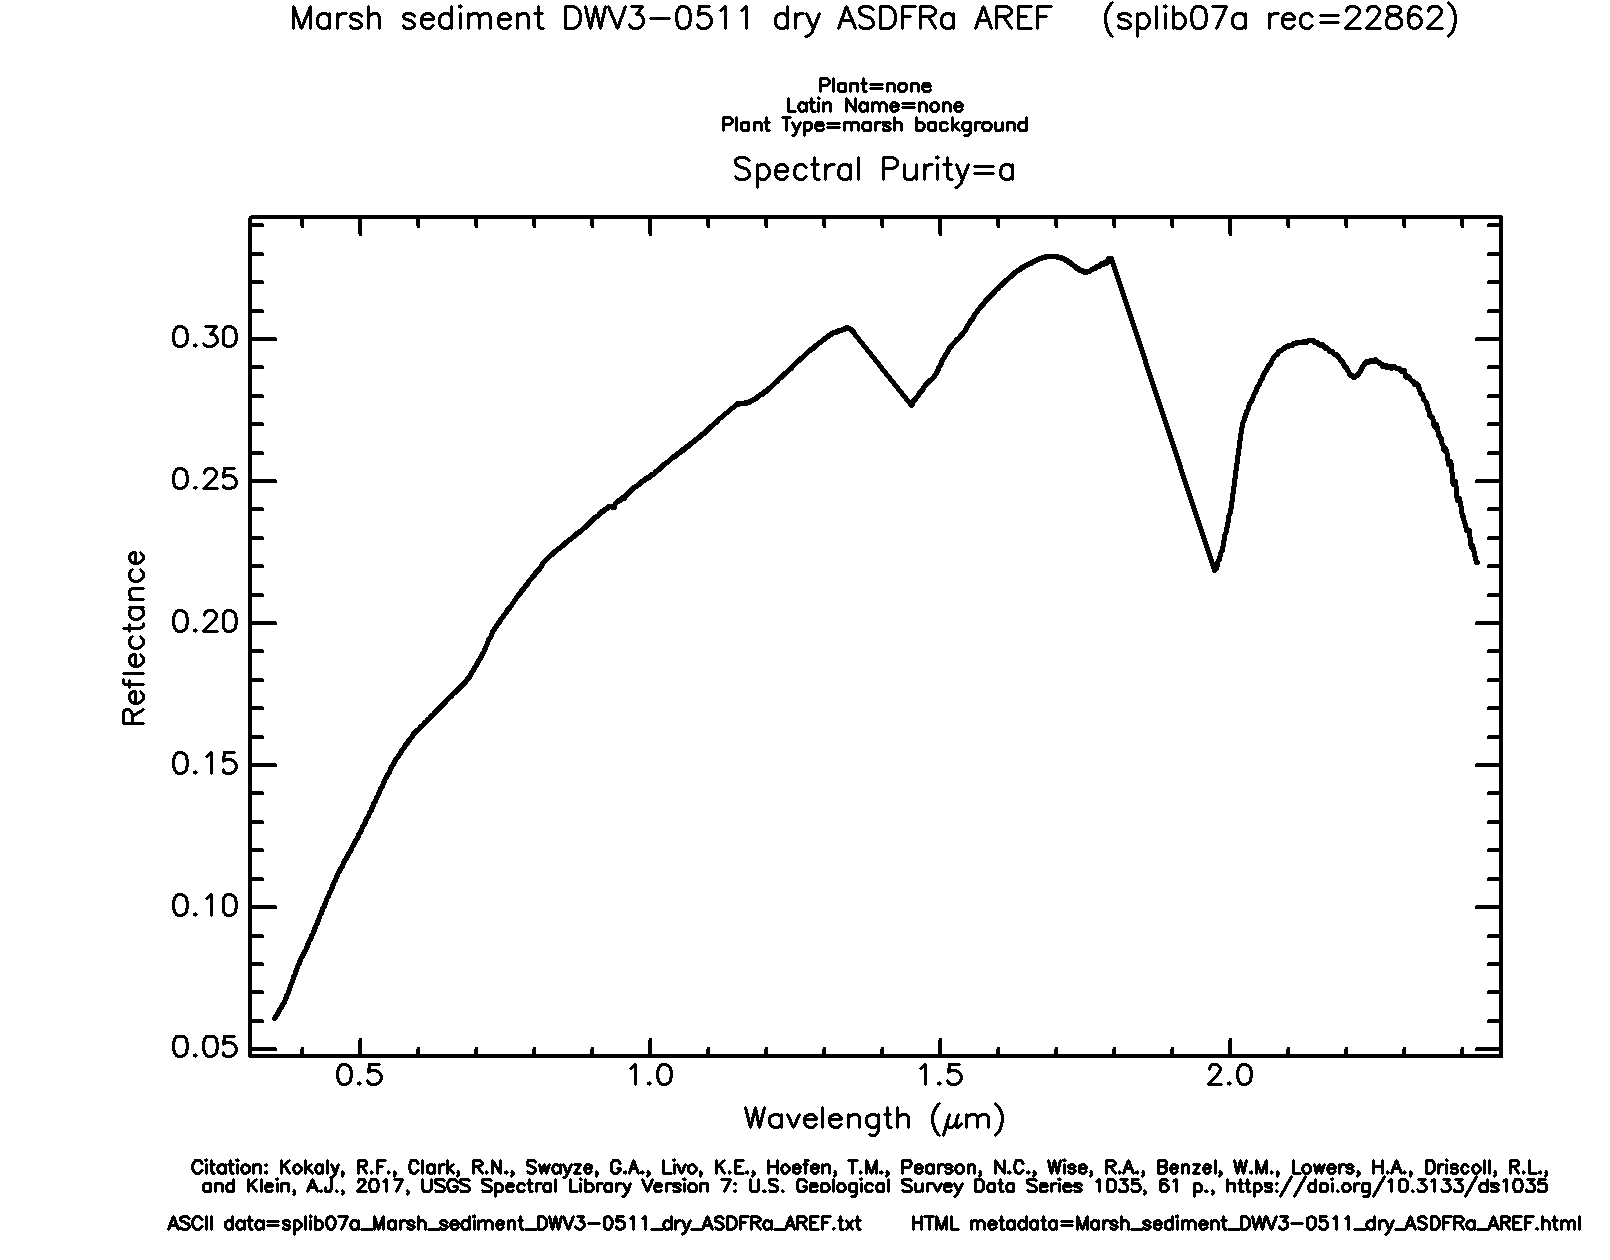 Marsh sediment DWV3-0511 dry ASDFRa AREF (splib07a rec=22862)
Plant=none
Latin Name=none
Plant Type=marsh background
Spectral Purity=a
0.30
0.25
0.20
0.15
0.10
0.05
Reflectance
0.5 1.0 1.5 2.0
Wavelength (μm)
Citation: Kokaly, R.F., Clark, R.N., Swayze, G.A., Livo, K.E., Hoefen, T.M., Pearson, N.C., Wise, R.A., Benzel, W.M., Lowers, H.A., Driscoll, R.L.,
and Klein, A.J., 2017, USGS Spectral Library Version 7: U.S. Geological Survey Data Series 1035, 61 p., https://doi.org/10.3133/ds1035
ASCII data=splib07a_Marsh_sediment_DWV3-0511_dry_ASDFRa_AREF.txt HTML metadata=Marsh_sediment_DWV3-0511_dry_ASDFRa_AREF.html